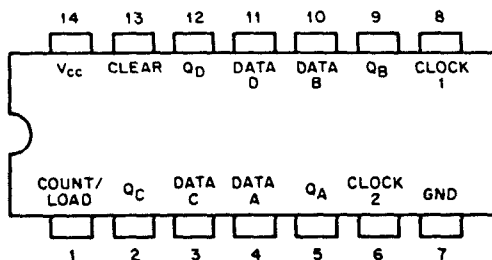 14 13 12 11 10 9 8
Vcc CLEAR QD DATA D DATA B QB CLOCK 1
COUNT/LOAD QC DATA C DATA A QA CLOCK 2 GND
1 2 3 4 5 6 7